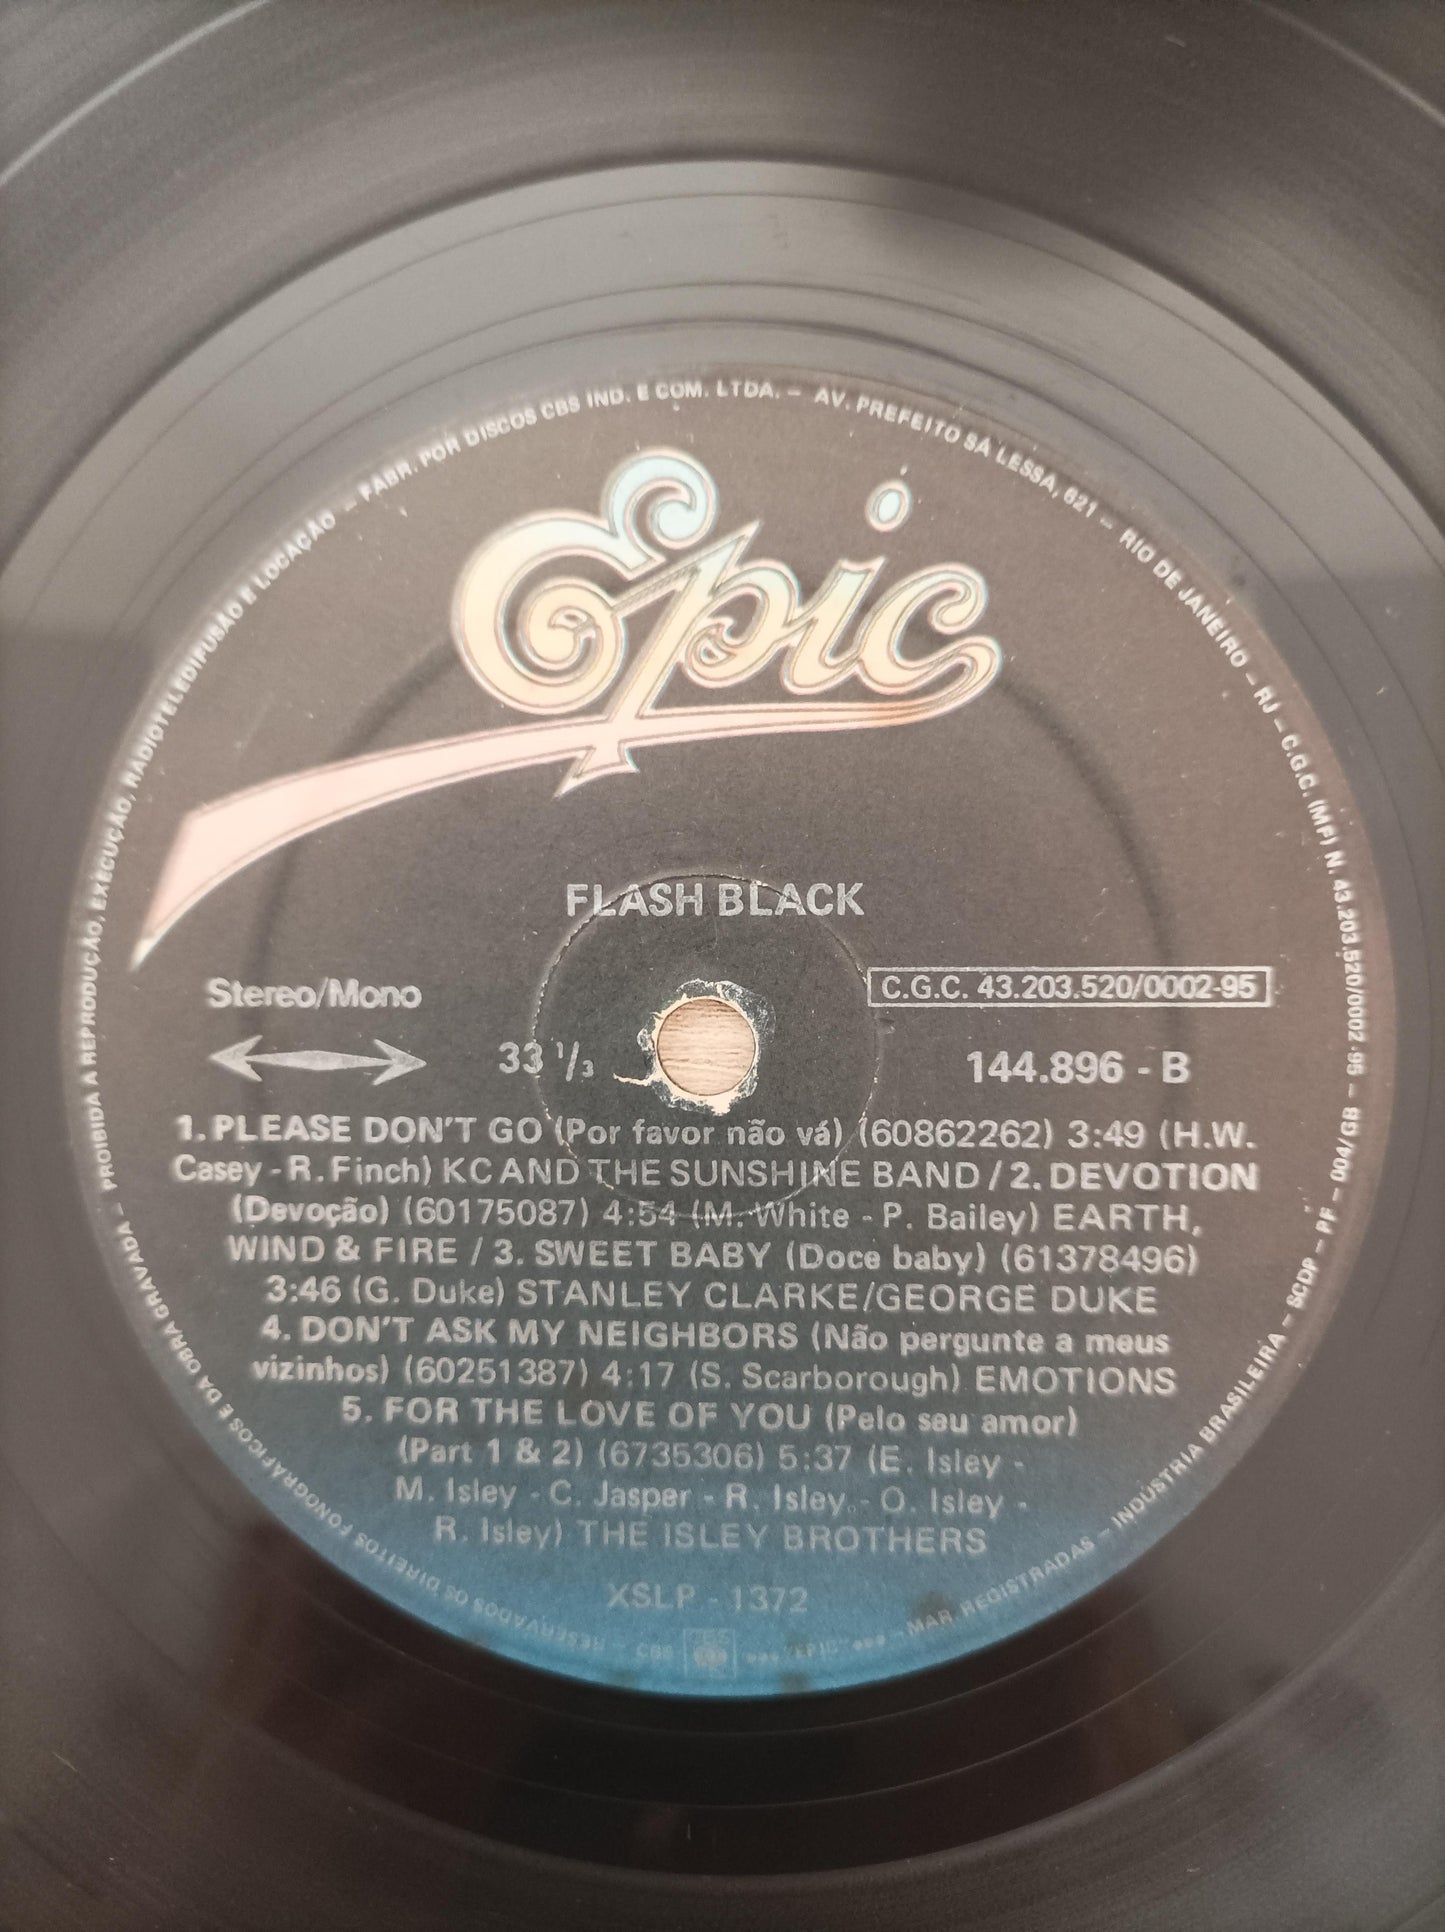 FABR. POR DISCOS CBS IND. E COM. LTDA. – AV. PREFEITO SÁ LESSA, 621 – RIO DE JANEIRO – RJ – C.G.C. (MF) N. 43.203.520/0002-95 – 004/89 – PF – SCDP – INDÚSTRIA BRASILEIRA – MAR. REGISTRADAS – "EPIC" CBS – RESERVADOS OS DIREITOS FONOGRÁFICOS E DA OBRA GRAVADA – PROIBIDA A REPRODUÇÃO, EXECUÇÃO, RADIOTELEDIFUSÃO E LOCAÇÃO –
Epic
FLASH BLACK
Stereo/Mono
C.G.C. 43.203.520/0002-95
33 1/3
144.896 - B
1. PLEASE DON'T GO (Por favor não vá) (60862262) 3:49 (H.W.
Casey - R. Finch) KC AND THE SUNSHINE BAND / 2. DEVOTION
(Devoção) (60175087) 4:54 (M. White - P. Bailey) EARTH,
WIND & FIRE / 3. SWEET BABY (Doce baby) (61378496)
3:46 (G. Duke) STANLEY CLARKE/GEORGE DUKE
4. DON'T ASK MY NEIGHBORS (Não pergunte a meus
vizinhos) (60251387) 4:17 (S. Scarborough) EMOTIONS
5. FOR THE LOVE OF YOU (Pelo seu amor)
(Part 1 & 2) (6735306) 5:37 (E. Isley -
M. Isley - C. Jasper - R. Isley - O. Isley -
R. Isley) THE ISLEY BROTHERS
XSLP - 1372